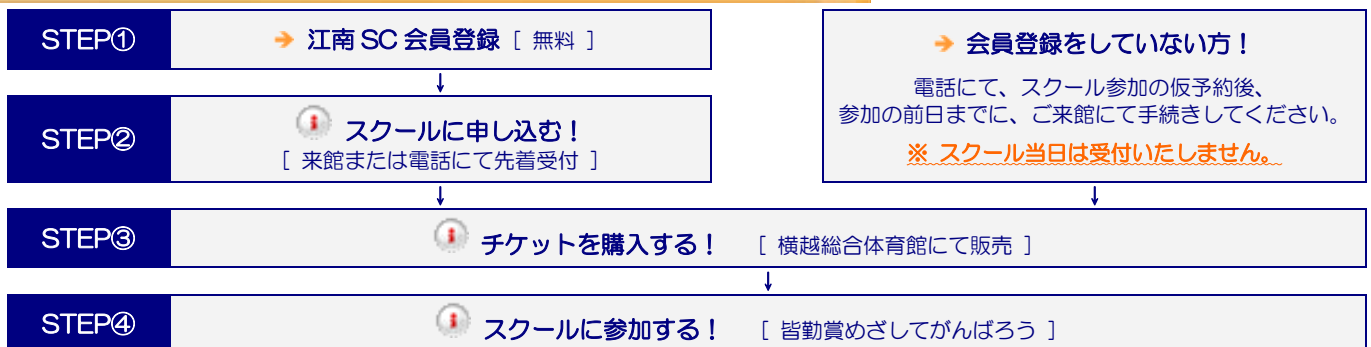 STEP① ➔ 江南 SC 会員登録 [ 無料 ]
↓
STEP② スクールに申し込む！
[ 来館または電話にて先着受付 ]
↓
➔ 会員登録をしていない方！
電話にて、スクール参加の仮予約後、
参加の前日までに、ご来館にて手続きしてください。
※ スクール当日は受付いたしません。
↓
STEP③ チケットを購入する！ [ 横越総合体育館にて販売 ]
↓
STEP④ スクールに参加する！ [ 皆勤賞めざしてがんばろう ]